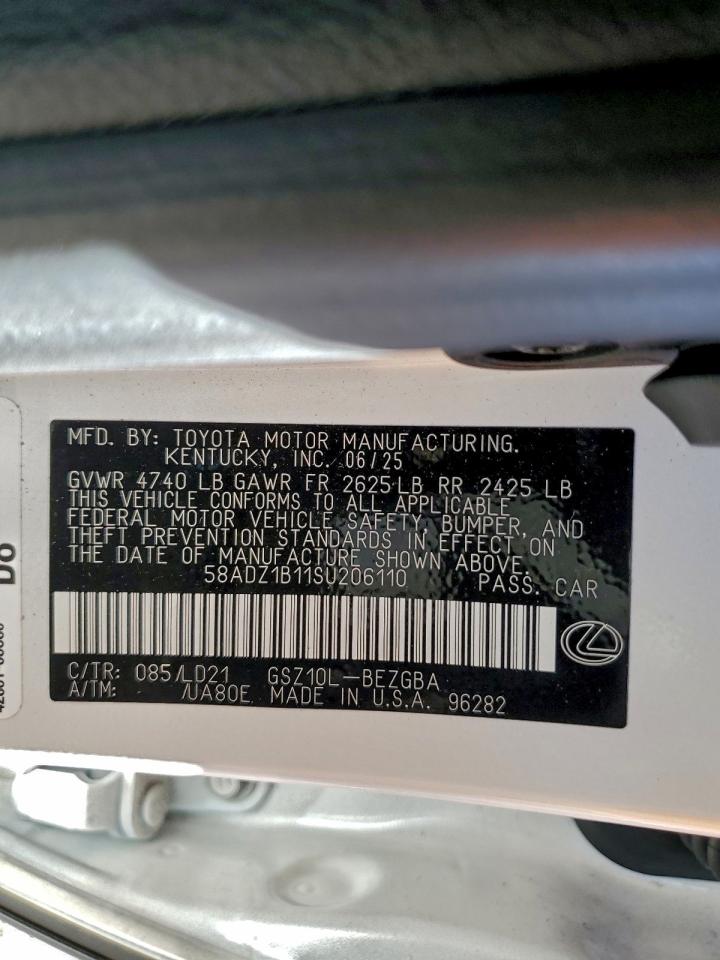 MFD. BY: TOYOTA MOTOR MANUFACTURING.
KENTUCKY, INC. 06/25
GVWR 4740 LB GAWR FR 2625 LB RR 2425 LB
THIS VEHICLE CONFORMS TO ALL APPLICABLE
FEDERAL MOTOR VEHICLE SAFETY, BUMPER, AND
THEFT PREVENTION STANDARDS IN EFFECT ON
THE DATE OF MANUFACTURE SHOWN ABOVE.
58ADZ1B11SU206110 PASS. CAR
C/TR: 085/LD21 GSZ10L-BEZGBA
A/TM: /UA80E MADE IN U.S.A. 96282
D8